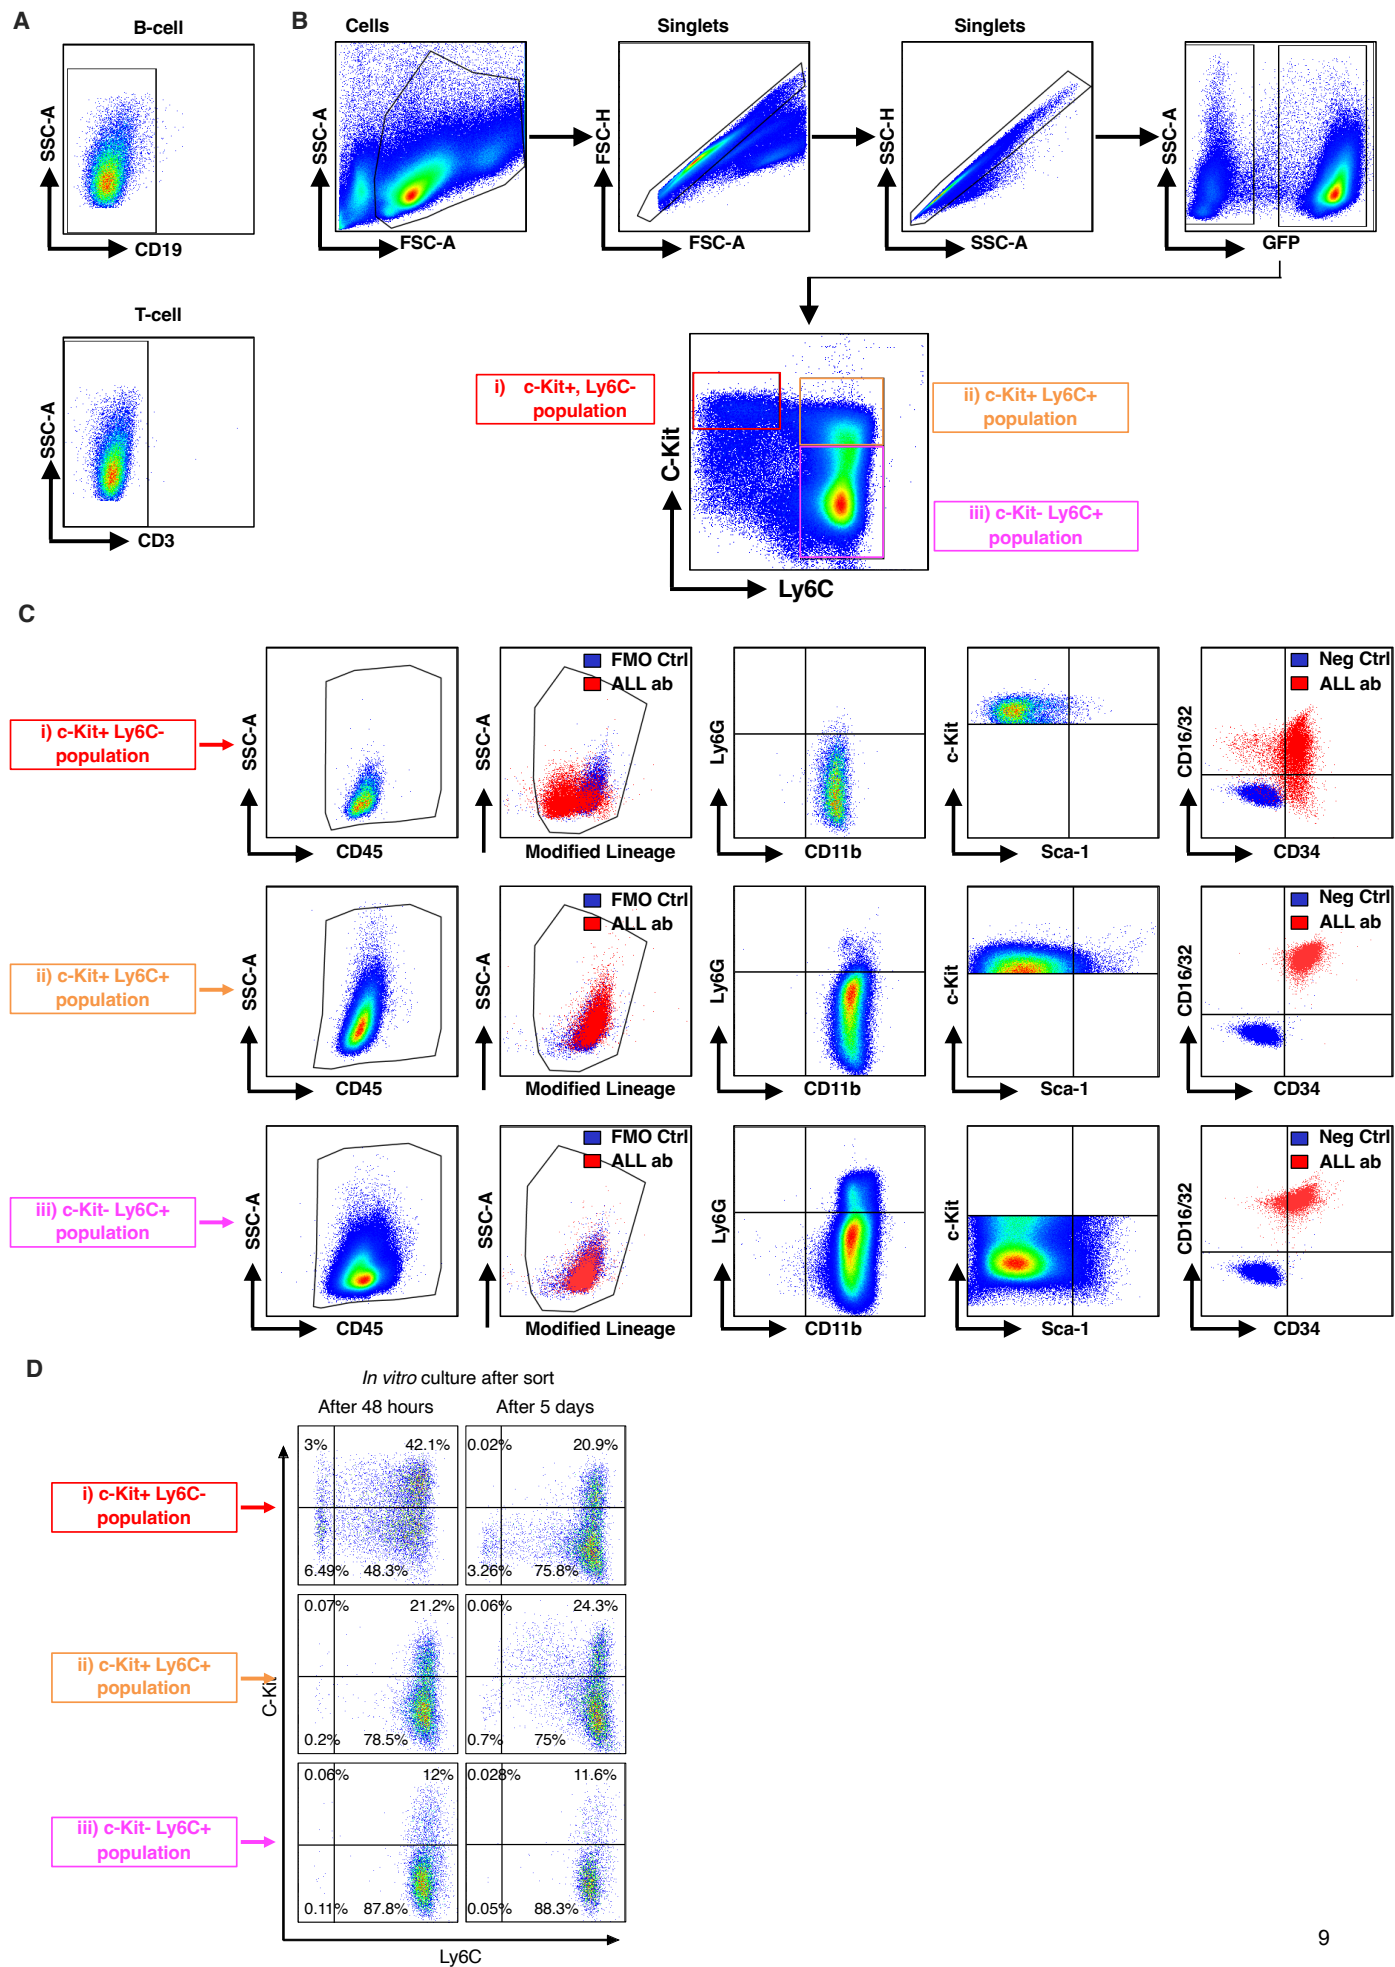 A
B-cell
SSC-A
CD19
T-cell
SSC-A
CD3
B
Cells
Singlets
Singlets
SSC-A
FSC-A
FSC-H
FSC-A
SSC-H
SSC-A
SSC-A
GFP
i) c-Kit+, Ly6C-
population
ii) c-Kit+ Ly6C+
population
iii) c-Kit- Ly6C+
population
C-Kit
Ly6C
C
i) c-Kit+ Ly6C-
population
SSC-A
CD45
SSC-A
FMO Ctrl
ALL ab
Modified Lineage
Ly6G
CD11b
c-Kit
Sca-1
CD16/32
Neg Ctrl
ALL ab
CD34
ii) c-Kit+ Ly6C+
population
SSC-A
CD45
SSC-A
FMO Ctrl
ALL ab
Modified Lineage
Ly6G
CD11b
c-Kit
Sca-1
CD16/32
Neg Ctrl
ALL ab
CD34
iii) c-Kit- Ly6C+
population
SSC-A
CD45
SSC-A
FMO Ctrl
ALL ab
Modified Lineage
Ly6G
CD11b
c-Kit
Sca-1
CD16/32
Neg Ctrl
ALL ab
CD34
D
In vitro culture after sort
After 48 hours
After 5 days
i) c-Kit+ Ly6C-
population
3% 42.1%
6.49% 48.3%
0.02% 20.9%
3.26% 75.8%
ii) c-Kit+ Ly6C+
population
0.07% 21.2%
0.2% 78.5%
0.06% 24.3%
0.7% 75%
iii) c-Kit- Ly6C+
population
0.06% 12%
0.11% 87.8%
0.028% 11.6%
0.05% 88.3%
C-Kit
Ly6C
9